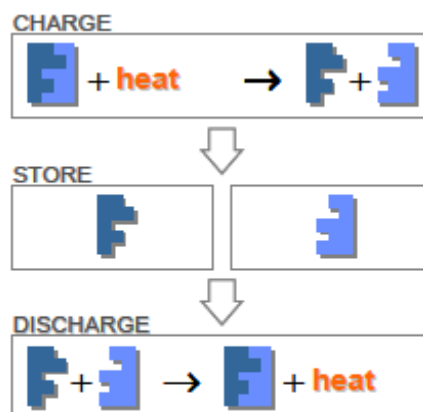 CHARGE
+ heat → +
STORE
DISCHARGE
+ → + heat